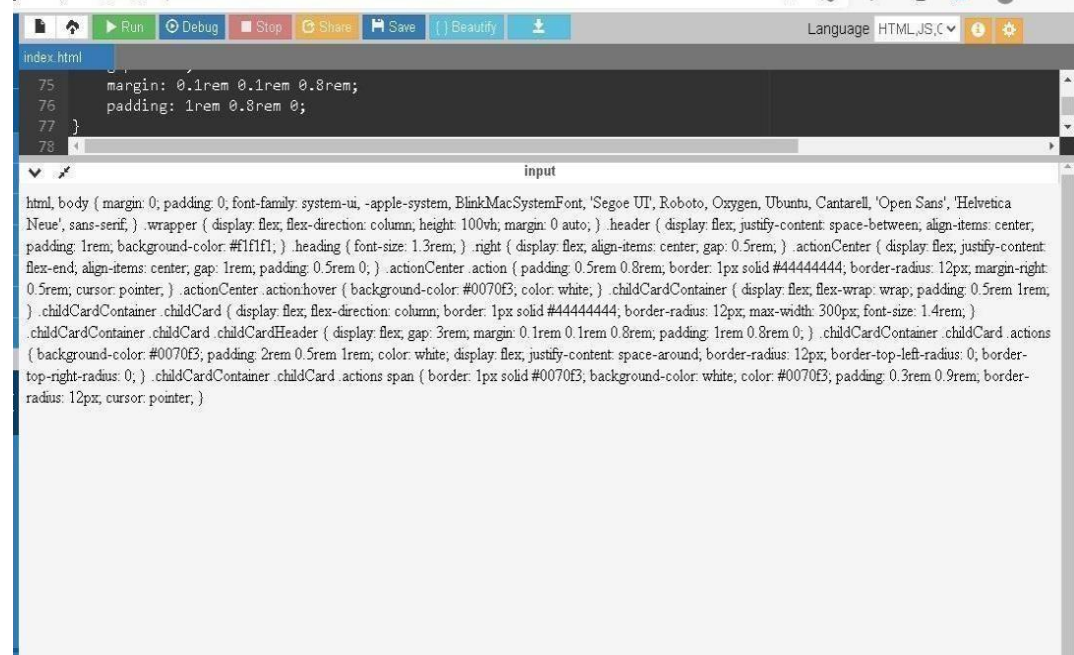 Run Debug Stop Share Save { } Beautify Language HTML,JS,C
index.html
75 margin: 0.1rem 0.1rem 0.8rem;
76 padding: 1rem 0.8rem 0;
77 }
78
input
html, body { margin: 0; padding: 0; font-family: system-ui, -apple-system, BlinkMacSystemFont, 'Segoe UI', Roboto, Oxygen, Ubuntu, Cantarell, 'Open Sans', 'Helvetica
Neue', sans-serif; } .wrapper { display: flex; flex-direction: column; height: 100vh; margin: 0 auto; } .header { display: flex; justify-content: space-between; align-items: center;
padding: 1rem; background-color: #f1f1f1; } .heading { font-size: 1.3rem; } .right { display: flex; align-items: center; gap: 0.5rem; } .actionCenter { display: flex; justify-content:
flex-end; align-items: center; gap: 1rem; padding: 0.5rem 0; } .actionCenter .action { padding: 0.5rem 0.8rem; border: 1px solid #44444444; border-radius: 12px; margin-right:
0.5rem; cursor: pointer; } .actionCenter .action:hover { background-color: #0070f3; color: white; } .childCardContainer { display: flex; flex-wrap: wrap; padding: 0.5rem 1rem;
} .childCardContainer .childCard { display: flex; flex-direction: column; border: 1px solid #44444444; border-radius: 12px; max-width: 300px; font-size: 1.4rem; }
.childCardContainer .childCard .childCardHeader { display: flex; gap: 3rem; margin: 0.1rem 0.1rem 0.8rem; padding: 1rem 0.8rem 0; } .childCardContainer .childCard .actions
{ background-color: #0070f3; padding: 2rem 0.5rem 1rem; color: white; display: flex; justify-content: space-around; border-radius: 12px; border-top-left-radius: 0; border-
top-right-radius: 0; } .childCardContainer .childCard .actions span { border: 1px solid #0070f3; background-color: white; color: #0070f3; padding: 0.3rem 0.9rem; border-
radius: 12px; cursor: pointer; }